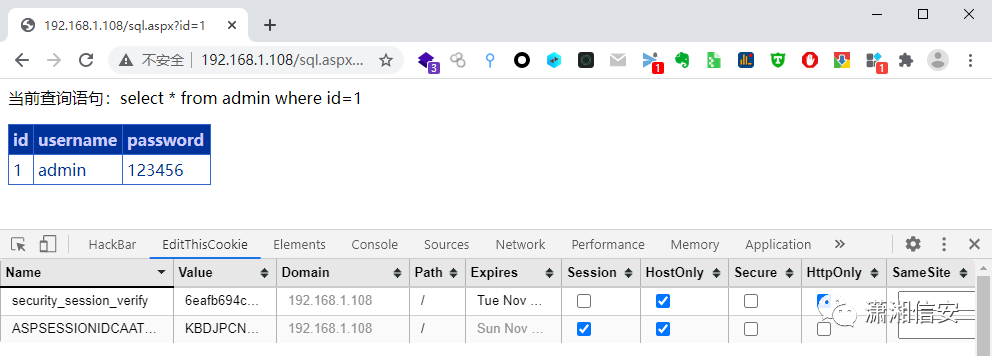 192.168.1.108/sql.aspx?id=1
不安全 192.168.1.108/sql.aspx...
3
1
1
当前查询语句：select * from admin where id=1
id username password
1 admin 123456
HackBar EditThisCookie Elements Console Sources Network Performance Memory Application »
Name Value Domain Path Expires Session HostOnly Secure HttpOnly SameSite
security_session_verify 6eafb694c... 192.168.1.108 / Tue Nov ...
ASPSESSIONIDCAAT... KBDJPCN... 192.168.1.108 / Sun Nov ...
潇湘信安